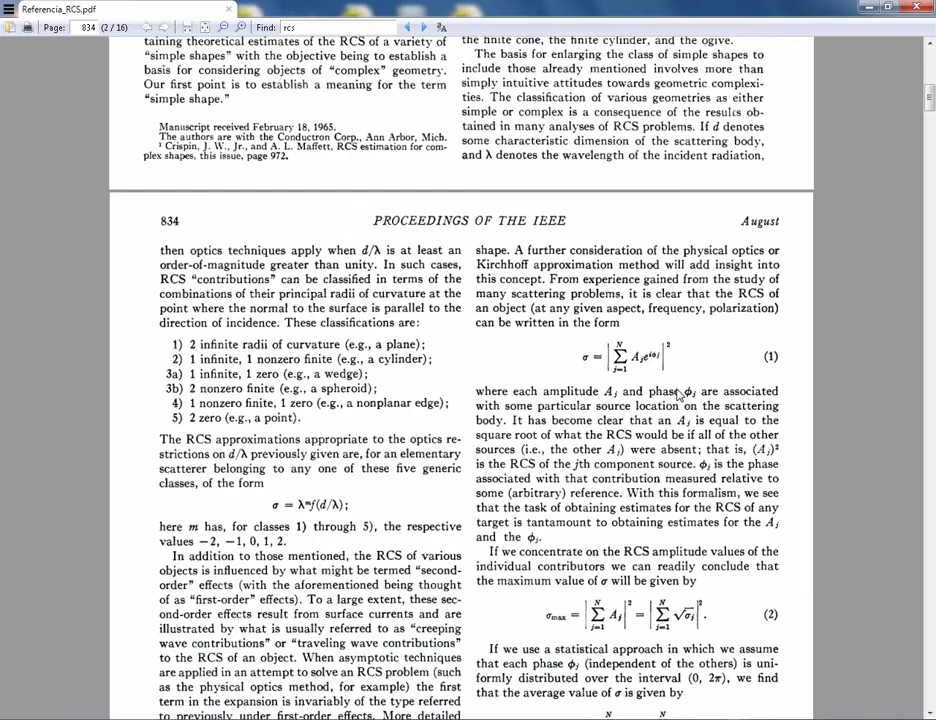 Referencia_RCS.pdf
Page: 834 (2 / 16) Find: rcs
taining theoretical estimates of the RCS of a variety of
“simple shapes” with the objective being to establish a
basis for considering objects of “complex” geometry.
Our first point is to establish a meaning for the term
“simple shape.”
Manuscript received February 18, 1965.
The authors are with the Conductron Corp., Ann Arbor, Mich.
¹ Crispin, J. W., Jr., and A. L. Maffett, RCS estimation for com-
plex shapes, this issue, page 972.
the finite cone, the finite cylinder, and the ogive.
The basis for enlarging the class of simple shapes to
include those already mentioned involves more than
simply intuitive attitudes towards geometric complexi-
ties. The classification of various geometries as either
simple or complex is a consequence of the results ob-
tained in many analyses of RCS problems. If d denotes
some characteristic dimension of the scattering body,
and λ denotes the wavelength of the incident radiation,
834 PROCEEDINGS OF THE IEEE August
then optics techniques apply when d/λ is at least an
order-of-magnitude greater than unity. In such cases,
RCS “contributions” can be classified in terms of the
combinations of their principal radii of curvature at the
point where the normal to the surface is parallel to the
direction of incidence. These classifications are:
1) 2 infinite radii of curvature (e.g., a plane);
2) 1 infinite, 1 nonzero finite (e.g., a cylinder);
3a) 1 infinite, 1 zero (e.g., a wedge);
3b) 2 nonzero finite (e.g., a spheroid);
4) 1 nonzero finite, 1 zero (e.g., a nonplanar edge);
5) 2 zero (e.g., a point).
The RCS approximations appropriate to the optics re-
strictions on d/λ previously given are, for an elementary
scatterer belonging to any one of these five generic
classes, of the form
σ = λᵐf(d/λ);
here m has, for classes 1) through 5), the respective
values −2, −1, 0, 1, 2.
In addition to those mentioned, the RCS of various
objects is influenced by what might be termed “second-
order” effects (with the aforementioned being thought
of as “first-order” effects). To a large extent, these sec-
ond-order effects result from surface currents and are
illustrated by what is usually referred to as “creeping
wave contributions” or “traveling wave contributions”
to the RCS of an object. When asymptotic techniques
are applied in an attempt to solve an RCS problem (such
as the physical optics method, for example) the first
term in the expansion is invariably of the type referred
to previously under first-order effects. More detailed
shape. A further consideration of the physical optics or
Kirchhoff approximation method will add insight into
this concept. From experience gained from the study of
many scattering problems, it is clear that the RCS of
an object (at any given aspect, frequency, polarization)
can be written in the form
σ = | ∑ⱼ₌₁ᴺ Aⱼe^{iφⱼ} |² (1)
where each amplitude Aⱼ and phase φⱼ are associated
with some particular source location on the scattering
body. It has become clear that an Aⱼ is equal to the
square root of what the RCS would be if all of the other
sources (i.e., the other Aⱼ) were absent; that is, (Aⱼ)²
is the RCS of the jth component source. φⱼ is the phase
associated with that contribution measured relative to
some (arbitrary) reference. With this formalism, we see
that the task of obtaining estimates for the RCS of any
target is tantamount to obtaining estimates for the Aⱼ
and the φⱼ.
If we concentrate on the RCS amplitude values of the
individual contributors we can readily conclude that
the maximum value of σ will be given by
σmax = | ∑ⱼ₌₁ᴺ Aⱼ |² = | ∑ⱼ₌₁ᴺ √σⱼ |². (2)
If we use a statistical approach in which we assume
that each phase φⱼ (independent of the others) is uni-
formly distributed over the interval (0, 2π), we find
that the average value of σ is given by
N N